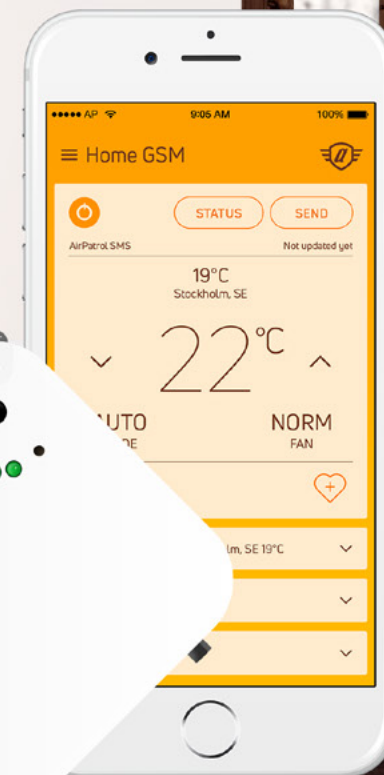 AP 9:05 AM 100%
Home GSM
STATUS SEND
AirPatrol SMS Not updated yet
19°C
Stockholm, SE
22°C
AUTO NORM
FAN
SE 19°C